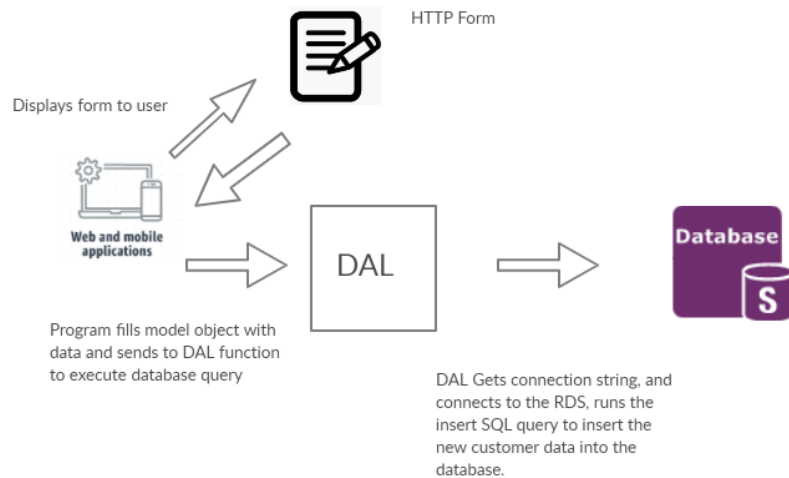 HTTP Form
Displays form to user
Web and mobile
applications
DAL
Database
S
Program fills model object with
data and sends to DAL function
to execute database query
DAL Gets connection string, and
connects to the RDS, runs the
insert SQL query to insert the
new customer data into the
database.